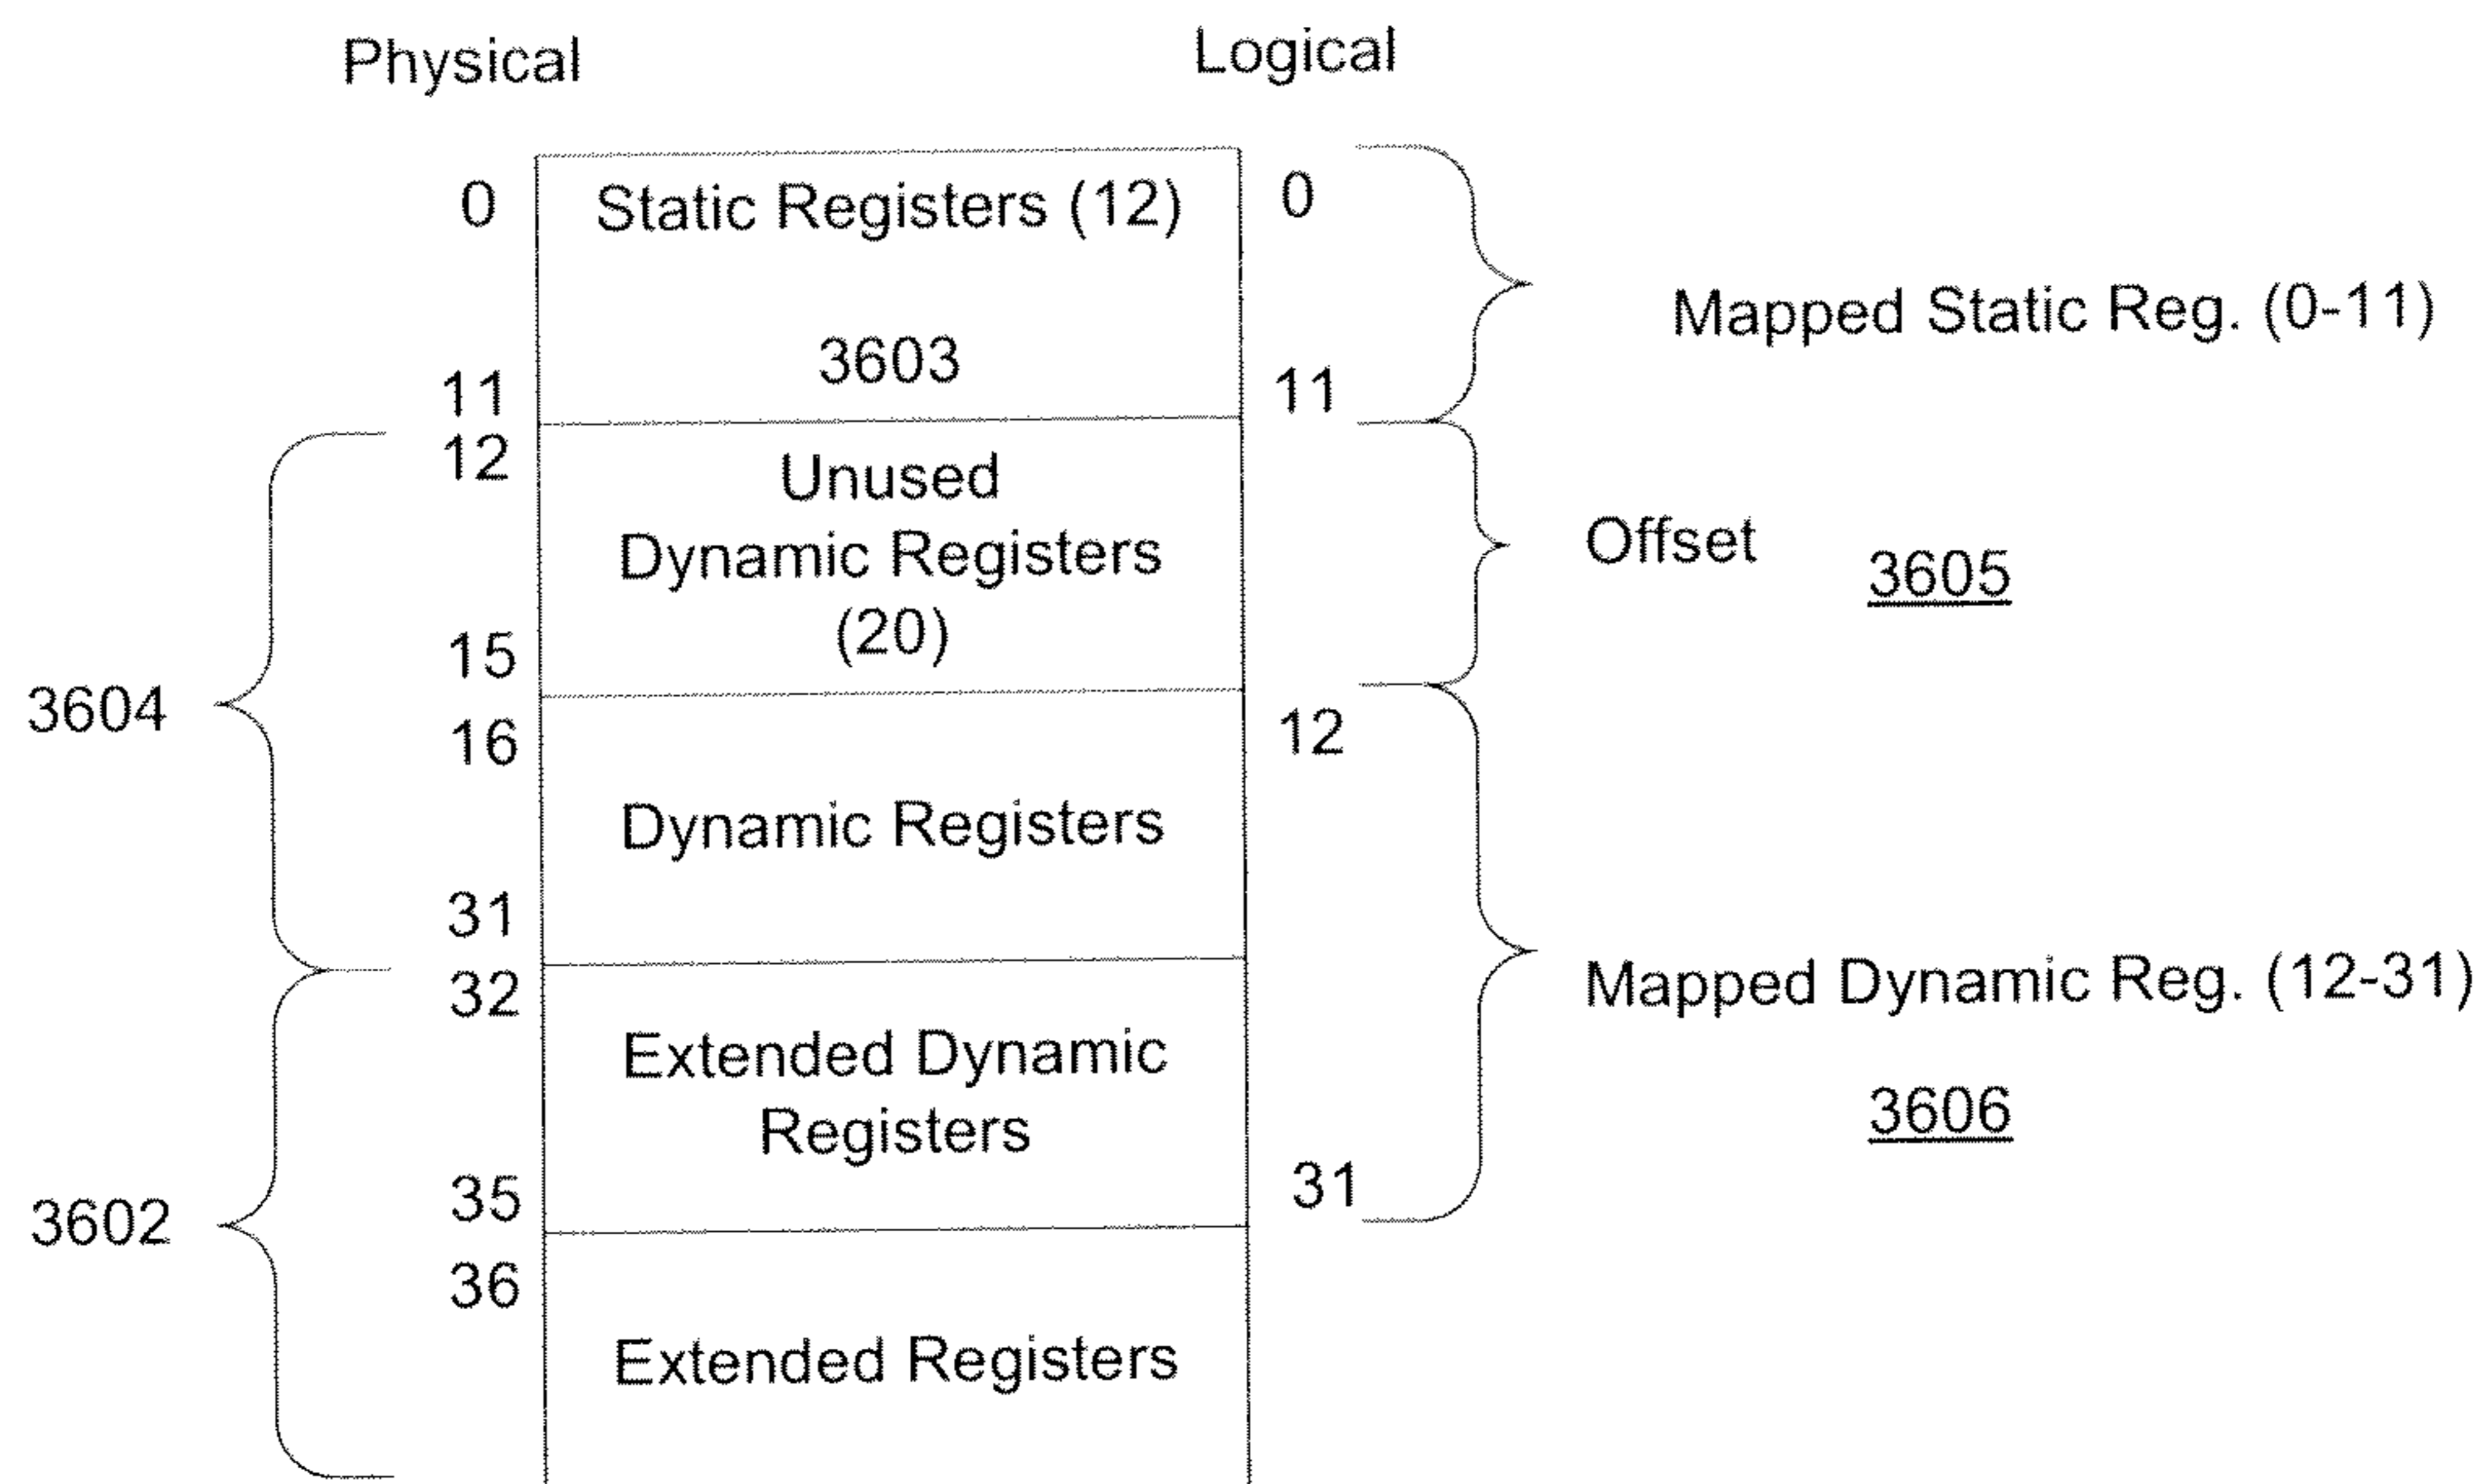 Physical
Logical
0
Static Registers (12)
0
3603
11
11
Mapped Static Reg. (0-11)
12
Unused
Dynamic Registers
(20)
15
Offset
3605
3604
16
12
Dynamic Registers
31
32
Extended Dynamic
Registers
35
31
Mapped Dynamic Reg. (12-31)
3606
3602
36
Extended Registers